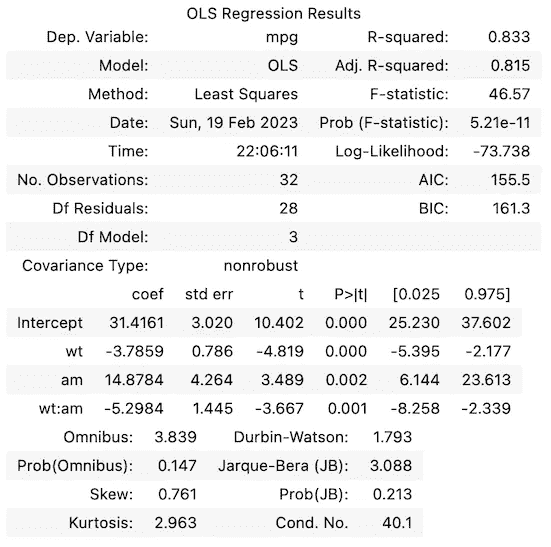 OLS Regression Results
Dep. Variable: mpg R-squared: 0.833
Model: OLS Adj. R-squared: 0.815
Method: Least Squares F-statistic: 46.57
Date: Sun, 19 Feb 2023 Prob (F-statistic): 5.21e-11
Time: 22:06:11 Log-Likelihood: -73.738
No. Observations: 32 AIC: 155.5
Df Residuals: 28 BIC: 161.3
Df Model: 3
Covariance Type: nonrobust
coef std err t P>|t| [0.025 0.975]
Intercept 31.4161 3.020 10.402 0.000 25.230 37.602
wt -3.7859 0.786 -4.819 0.000 -5.395 -2.177
am 14.8784 4.264 3.489 0.002 6.144 23.613
wt:am -5.2984 1.445 -3.667 0.001 -8.258 -2.339
Omnibus: 3.839 Durbin-Watson: 1.793
Prob(Omnibus): 0.147 Jarque-Bera (JB): 3.088
Skew: 0.761 Prob(JB): 0.213
Kurtosis: 2.963 Cond. No. 40.1